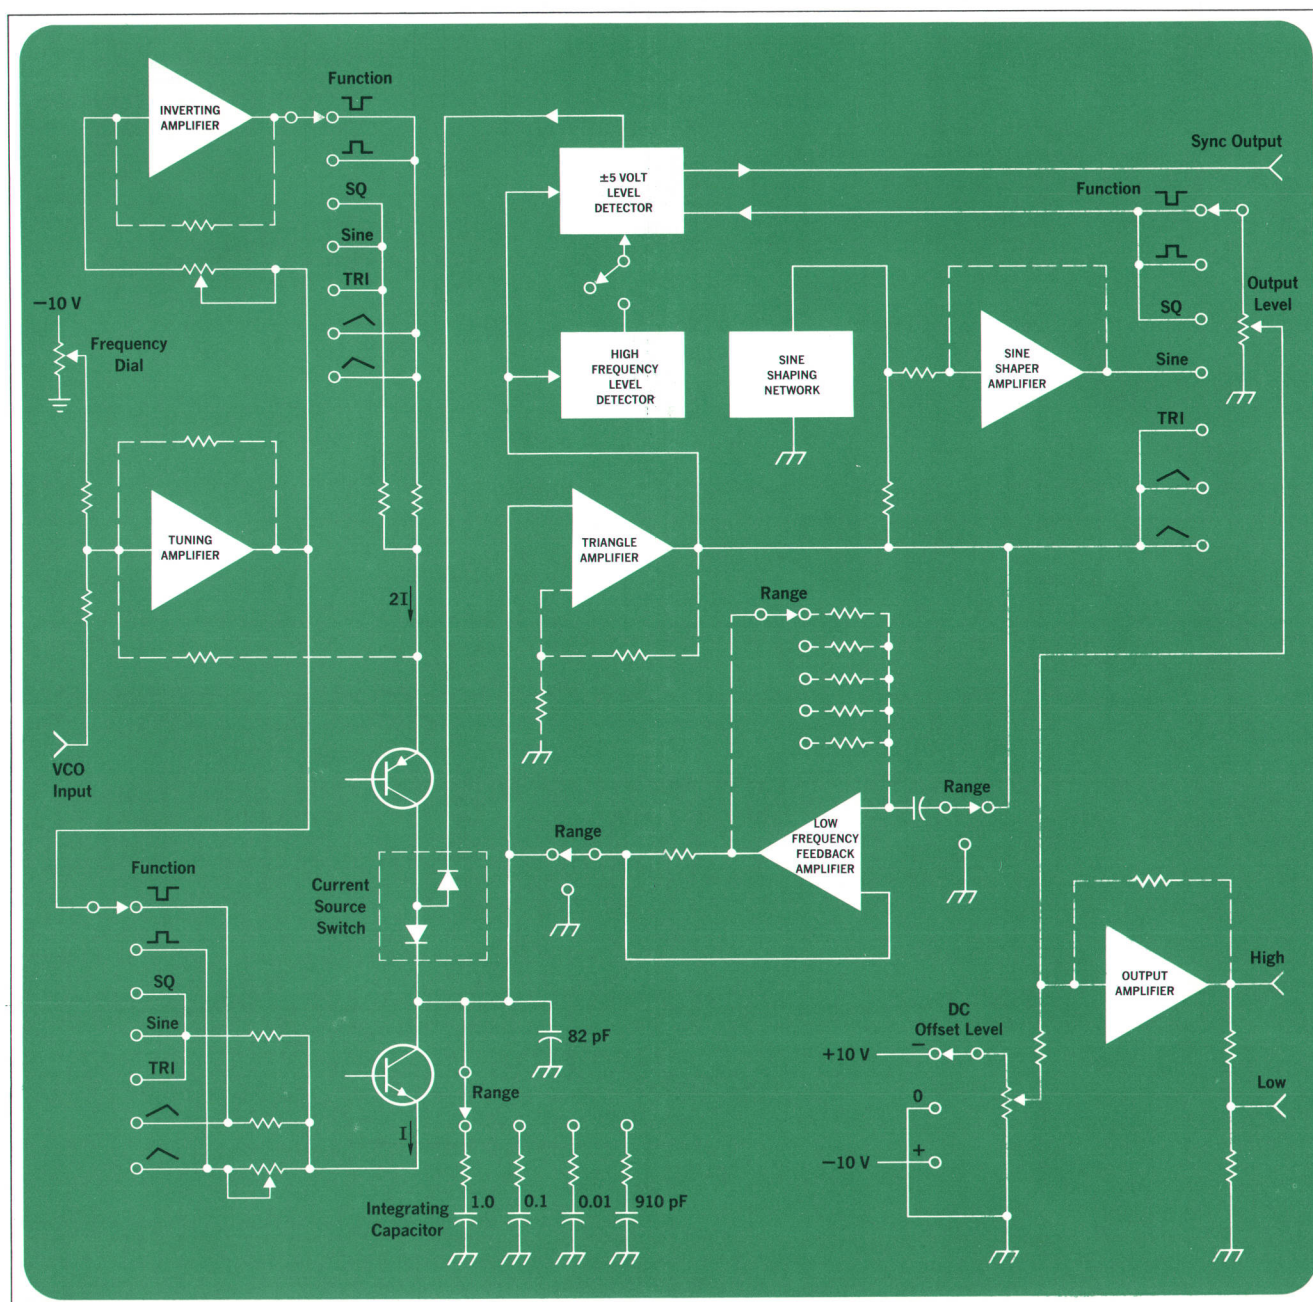 INVERTING
AMPLIFIER
Function
SQ
Sine
TRI
−10 V
Frequency
Dial
TUNING
AMPLIFIER
2I
VCO
Input
±5 VOLT
LEVEL
DETECTOR
HIGH
FREQUENCY
LEVEL
DETECTOR
SINE
SHAPING
NETWORK
SINE
SHAPER
AMPLIFIER
Sync Output
Function
SQ
Sine
TRI
Output
Level
TRIANGLE
AMPLIFIER
Range
Range
LOW
FREQUENCY
FEEDBACK
AMPLIFIER
Range
Function
SQ
Sine
TRI
Current
Source
Switch
82 pF
Range
I
Integrating
Capacitor
1.0
0.1
0.01
910 pF
OUTPUT
AMPLIFIER
High
Low
DC
Offset Level
+10 V
−
0
−10 V
+